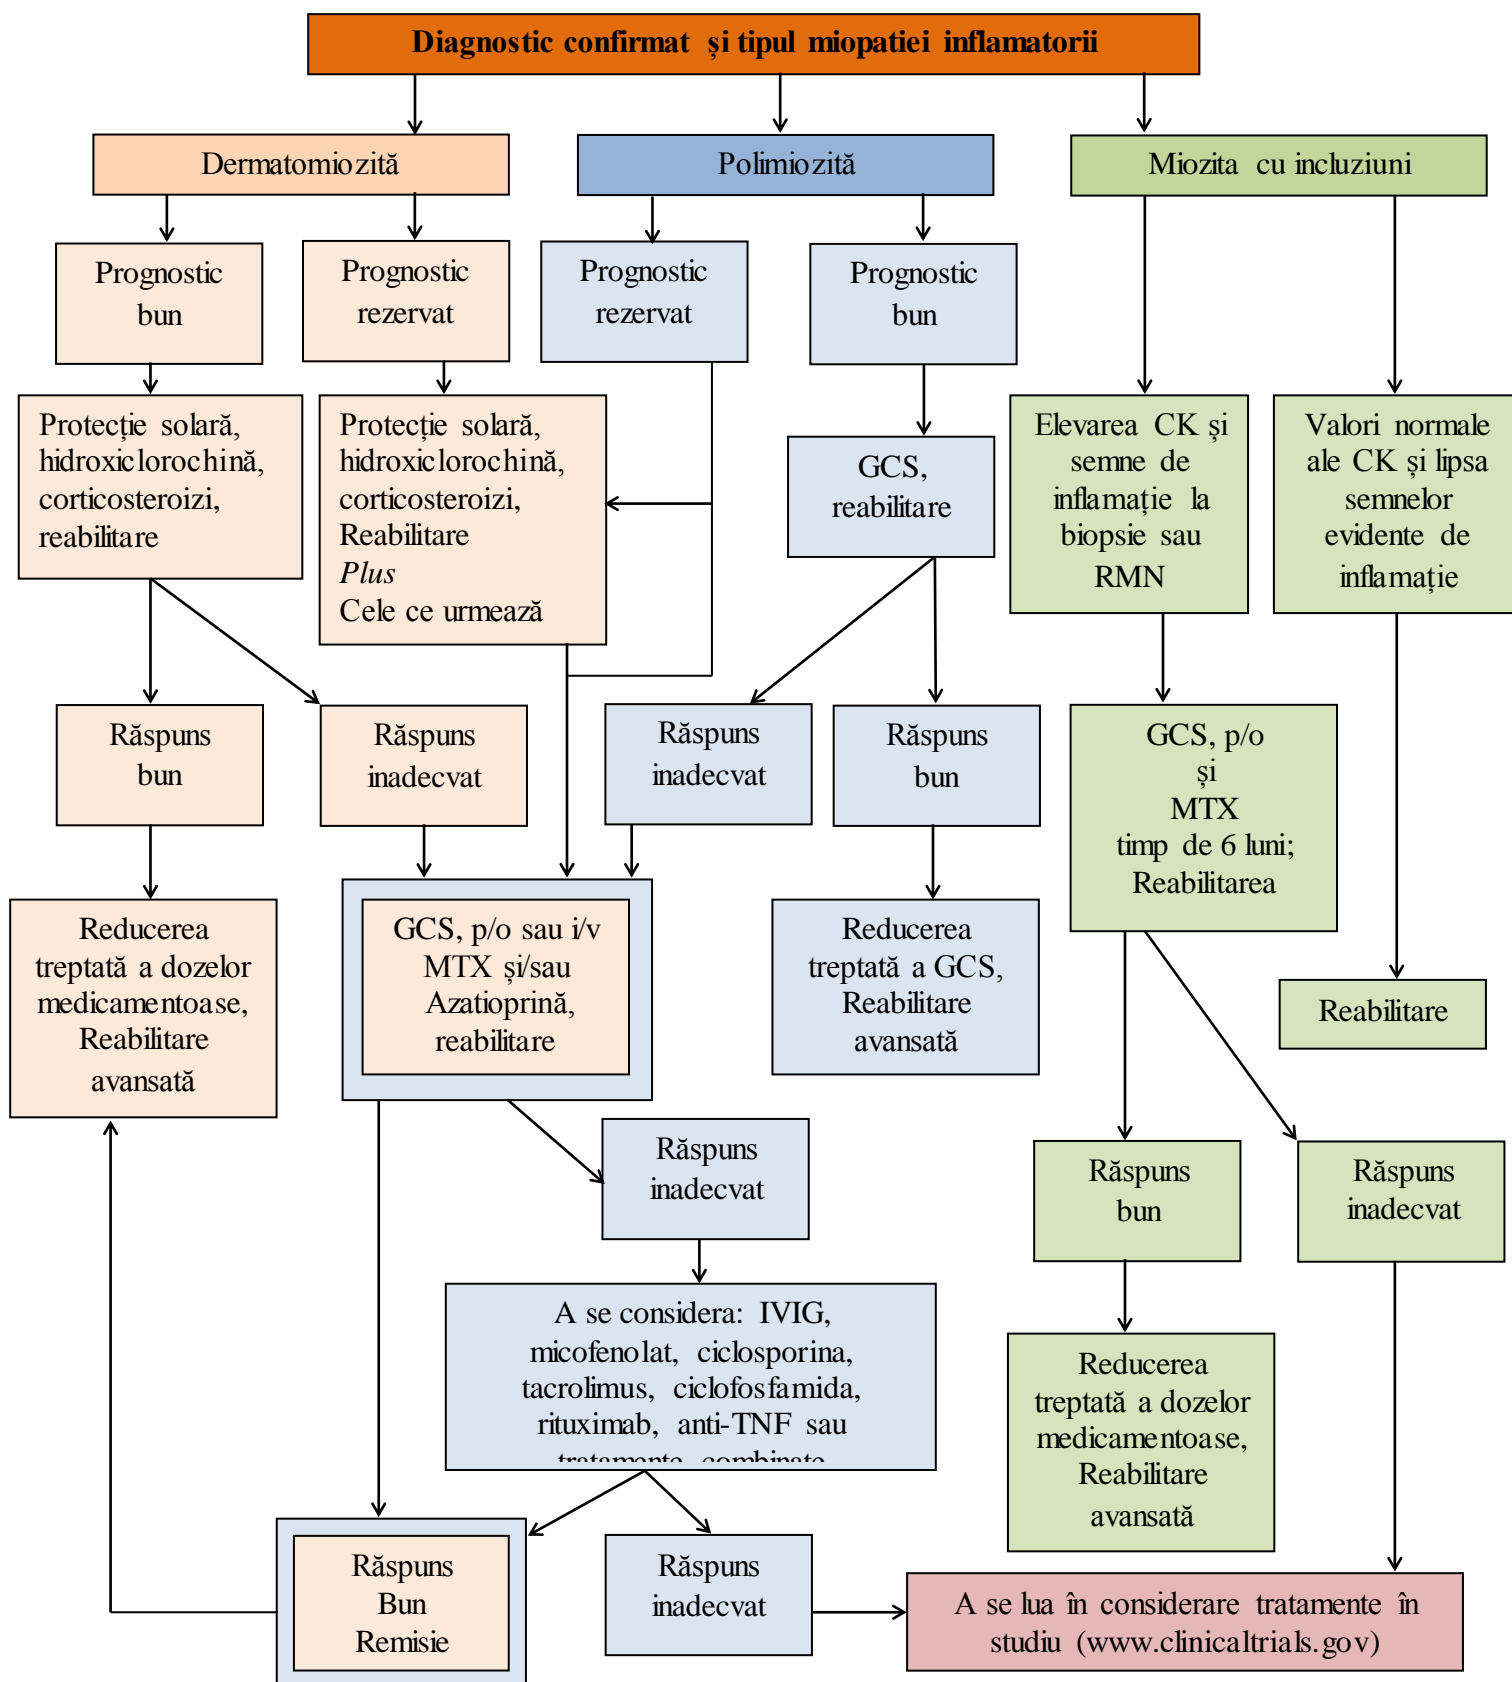 Diagnostic confirmat și tipul miopatiei inflamatorii
Dermatomiozită
Polimiozită
Miozita cu incluziuni
Prognostic
bun
Prognostic
rezervat
Prognostic
rezervat
Prognostic
bun
Protecție solară,
hidroxiclorochină,
corticosteroizi,
reabilitare
Protecție solară,
hidroxiclorochină,
corticosteroizi,
Reabilitare
Plus
Cele ce urmează
GCS,
reabilitare
Elevarea CK și
semne de
inflamație la
biopsie sau
RMN
Valori normale
ale CK și lipsa
semnelor
evidente de
inflamație
Răspuns
bun
Răspuns
inadecvat
Răspuns
inadecvat
Răspuns
bun
GCS, p/o
și
MTX
timp de 6 luni;
Reabilitarea
Reducerea
treptată a dozelor
medicamentoase,
Reabilitare
avansată
GCS, p/o sau i/v
MTX și/sau
Azatioprină,
reabilitare
Reducerea
treptată a GCS,
Reabilitare
avansată
Reabilitare
Răspuns
inadecvat
Răspuns
bun
Răspuns
inadecvat
A se considera: IVIG,
micofenolat, ciclosporina,
tacrolimus, ciclofosfamida,
rituximab, anti-TNF sau
tratamente combinate
Reducerea
treptată a dozelor
medicamentoase,
Reabilitare
avansată
Răspuns
Bun
Remisie
Răspuns
inadecvat
A se lua în considerare tratamente în
studiu (www.clinicaltrials.gov)